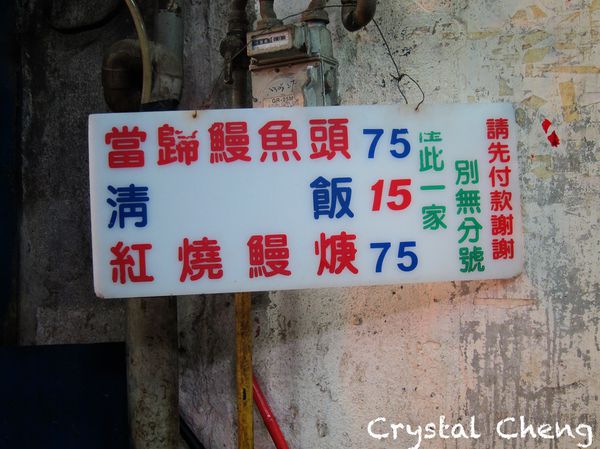 當歸鰻魚頭 75
清飯 15
紅燒鰻焿 75
僅此一家
別無分號
請先付款謝謝
Crystal Cheng